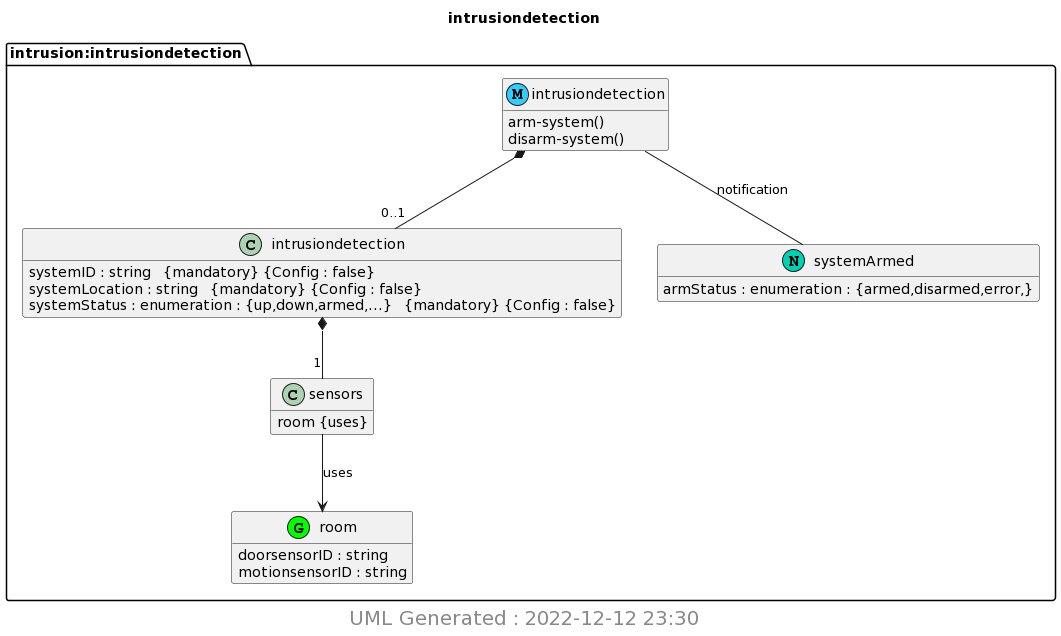 intrusiondetection
intrusion:intrusiondetection
M intrusiondetection
arm-system()
disarm-system()
notification
0..1
C intrusiondetection
systemID : string {mandatory} {Config : false}
systemLocation : string {mandatory} {Config : false}
systemStatus : enumeration : {up,down,armed,...} {mandatory} {Config : false}
N systemArmed
armStatus : enumeration : {armed,disarmed,error,}
1
C sensors
room {uses}
uses
G room
doorsensorID : string
motionsensorID : string
UML Generated : 2022-12-12 23:30